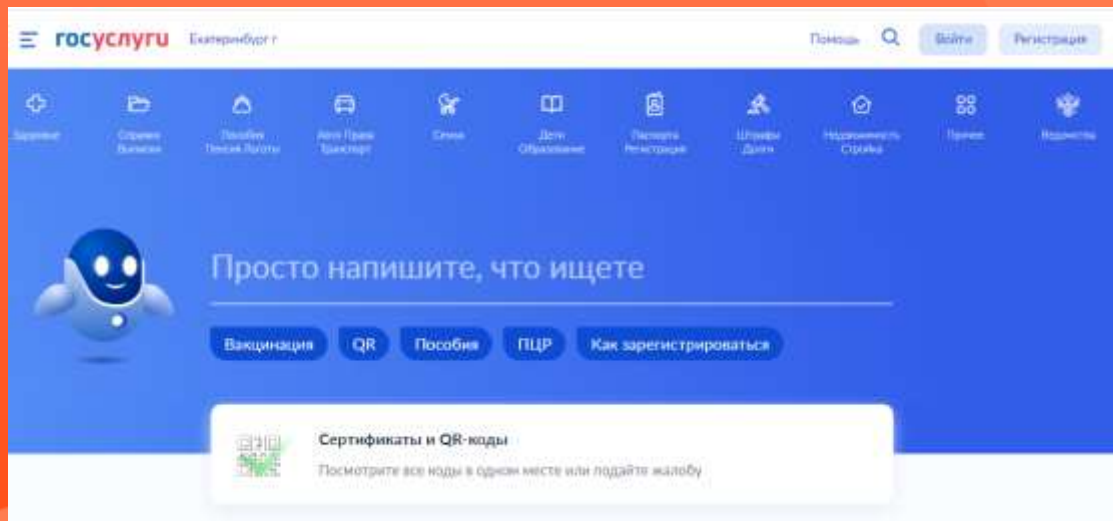 госуслуги Екатеринбург г Помощь Войти Регистрация
Здоровье Справки Пособия Авто Права Семья Дети Паспорта Штрафы Недвижимость Прочее Ведомства
Выписки Пенсия Льготы Транспорт Образование Регистрация Долги Стройка
Просто напишите, что ищете
Вакцинация QR Пособия ПЦР Как зарегистрироваться
Сертификаты и QR-коды
Посмотрите все коды в одном месте или подайте жалобу